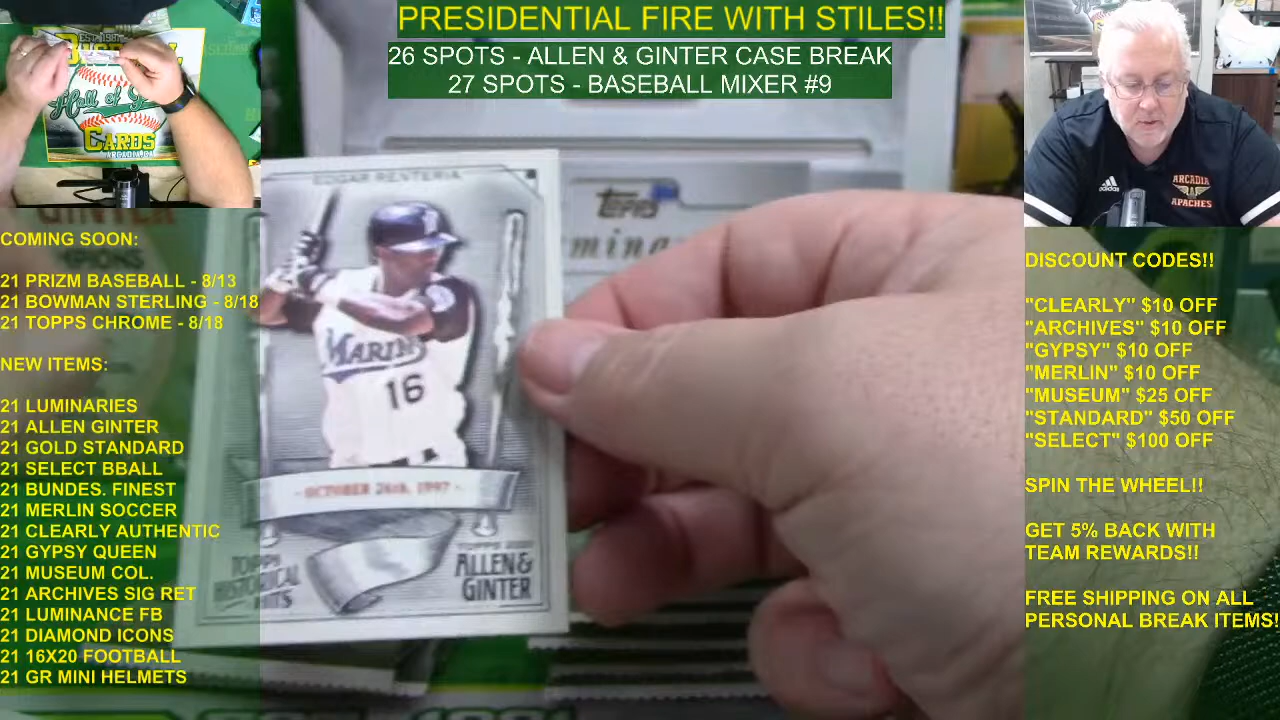 PRESIDENTIAL FIRE WITH STILES!!
26 SPOTS - ALLEN & GINTER CASE BREAK
27 SPOTS - BASEBALL MIXER #9
Hall of
CARDS
ARCADIA
APACHES
adidas
COMING SOON:
21 PRIZM BASEBALL - 8/13
21 BOWMAN STERLING - 8/18
21 TOPPS CHROME - 8/18
NEW ITEMS:
21 LUMINARIES
21 ALLEN GINTER
21 GOLD STANDARD
21 SELECT BBALL
21 BUNDES. FINEST
21 MERLIN SOCCER
21 CLEARLY AUTHENTIC
21 GYPSY QUEEN
21 MUSEUM COL.
21 ARCHIVES SIG RET
21 LUMINANCE FB
21 DIAMOND ICONS
21 16X20 FOOTBALL
21 GR MINI HELMETS
GINTER
EDGAR RENTERIA
MARLINS
16
- OCTOBER 26th, 1997 -
TOPPS
HISTORICAL
HITS
ALLEN &
GINTER
Topps
DISCOUNT CODES!!
"CLEARLY" $10 OFF
"ARCHIVES" $10 OFF
"GYPSY" $10 OFF
"MERLIN" $10 OFF
"MUSEUM" $25 OFF
"STANDARD" $50 OFF
"SELECT" $100 OFF
SPIN THE WHEEL!!
GET 5% BACK WITH
TEAM REWARDS!!
FREE SHIPPING ON ALL
PERSONAL BREAK ITEMS!